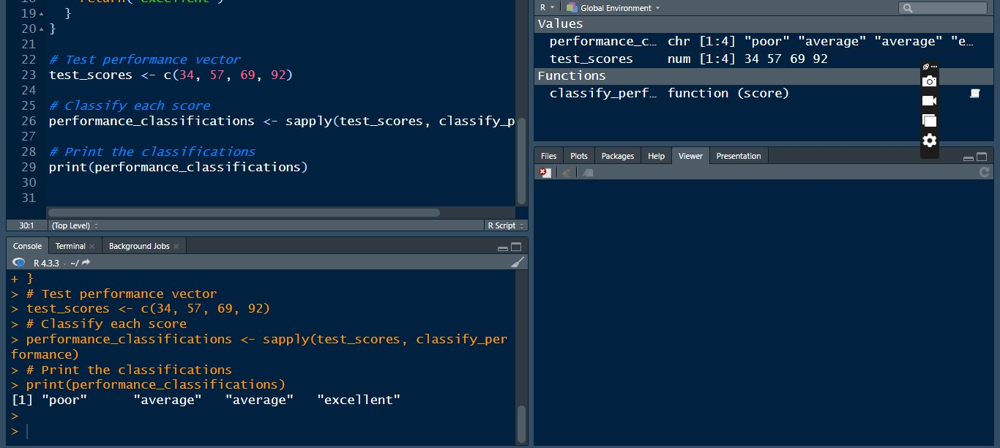 19 }
20 }
21
22 # Test performance vector
23 test_scores <- c(34, 57, 69, 92)
24
25 # Classify each score
26 performance_classifications <- sapply(test_scores, classify_p
27
28 # Print the classifications
29 print(performance_classifications)
30
31
30:1 (Top Level) R Script
Console Terminal Background Jobs
R 4.3.3 · ~/
+ }
> # Test performance vector
> test_scores <- c(34, 57, 69, 92)
> # Classify each score
> performance_classifications <- sapply(test_scores, classify_per
formance)
> # Print the classifications
> print(performance_classifications)
[1] "poor" "average" "average" "excellent"
>
>
R Global Environment
Values
performance_c… chr [1:4] "poor" "average" "average" "e…
test_scores num [1:4] 34 57 69 92
Functions
classify_perf… function (score)
Files Plots Packages Help Viewer Presentation